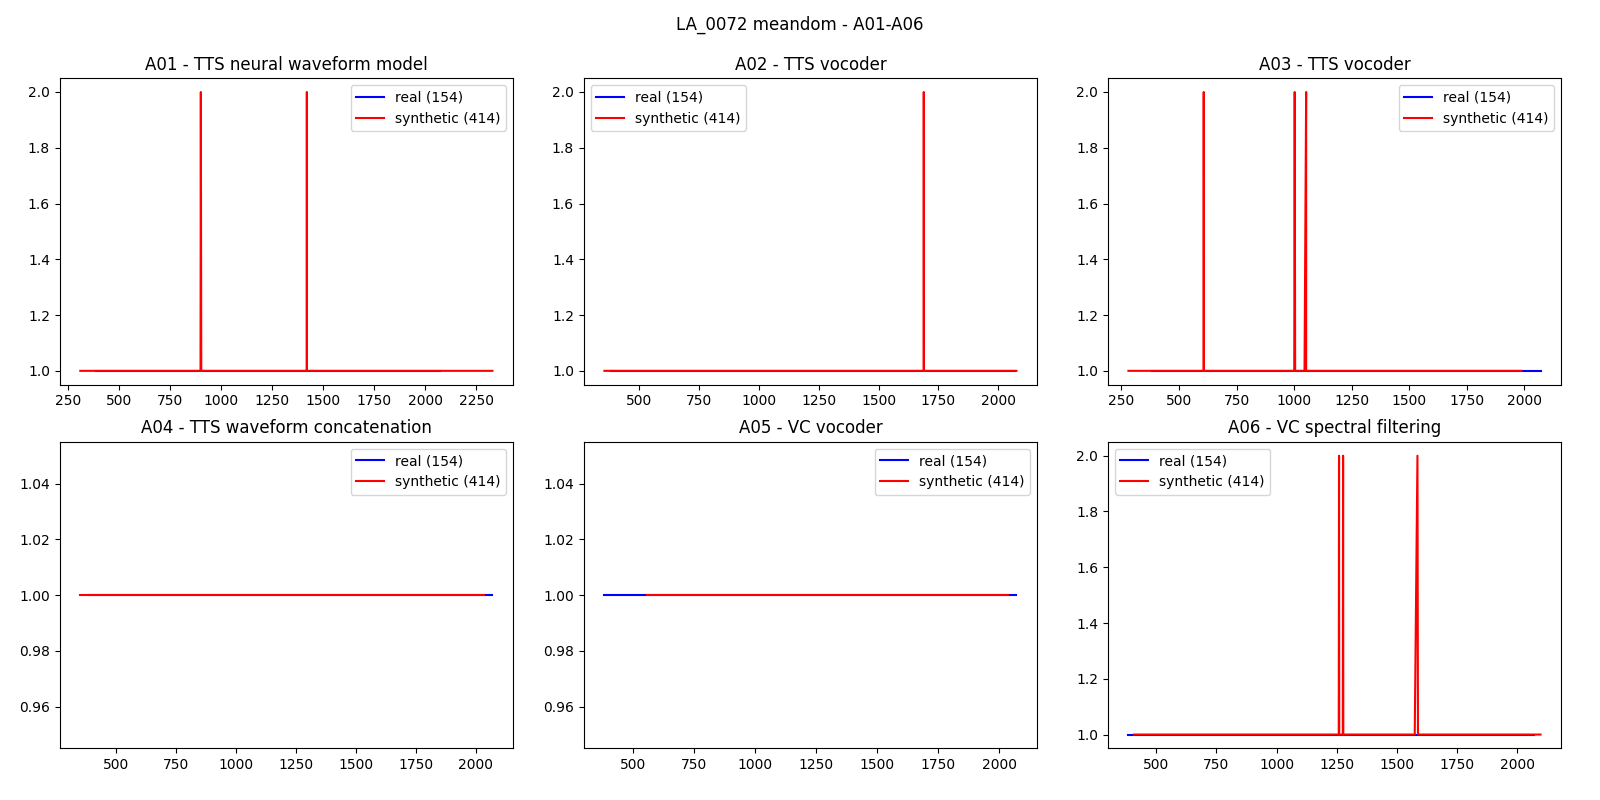 LA_0072 meandom - A01-A06
A01 - TTS neural waveform model
2.0
1.8
1.6
1.4
1.2
1.0
real (154)
synthetic (414)
250 500 750 1000 1250 1500 1750 2000 2250
A02 - TTS vocoder
2.0
1.8
1.6
1.4
1.2
1.0
real (154)
synthetic (414)
500 750 1000 1250 1500 1750 2000
A03 - TTS vocoder
2.0
1.8
1.6
1.4
1.2
1.0
real (154)
synthetic (414)
250 500 750 1000 1250 1500 1750 2000
A04 - TTS waveform concatenation
1.04
1.02
1.00
0.98
0.96
real (154)
synthetic (414)
500 750 1000 1250 1500 1750 2000
A05 - VC vocoder
1.04
1.02
1.00
0.98
0.96
real (154)
synthetic (414)
500 750 1000 1250 1500 1750 2000
A06 - VC spectral filtering
2.0
1.8
1.6
1.4
1.2
1.0
real (154)
synthetic (414)
500 750 1000 1250 1500 1750 2000